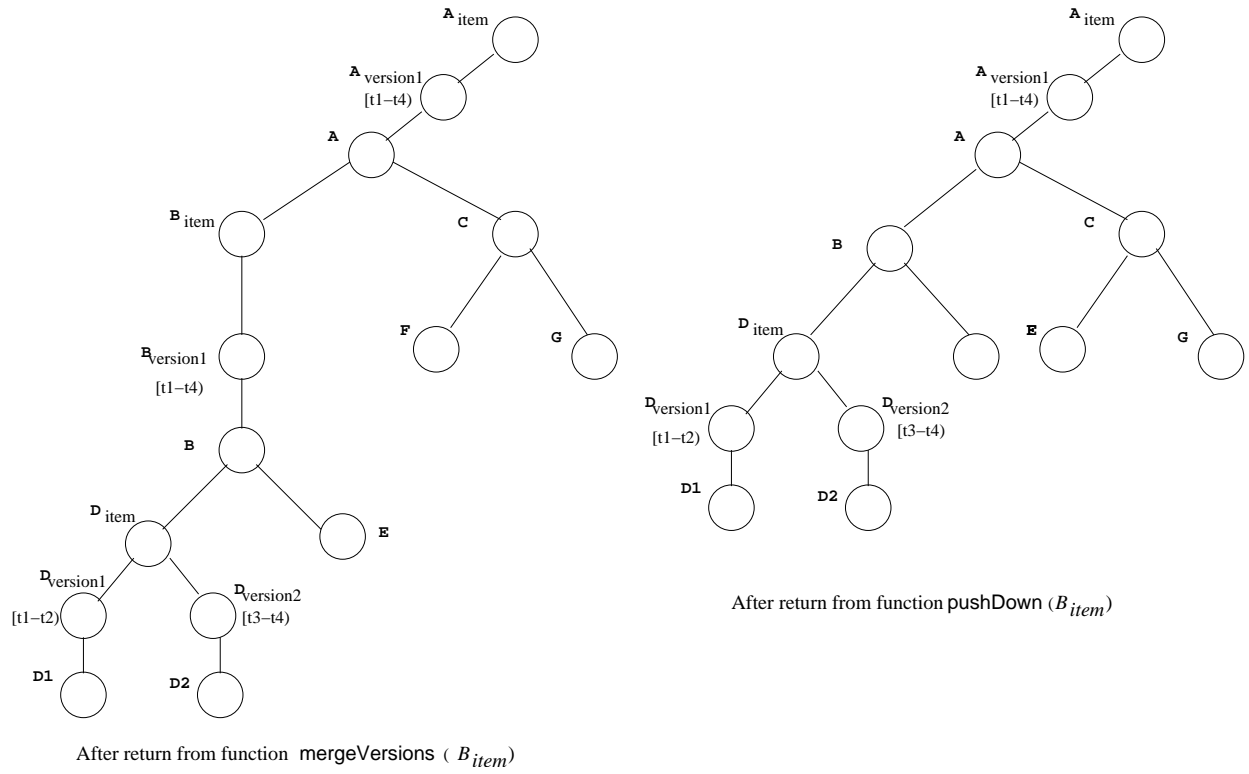 A item
A version1
[t1–t4)
A
B item
C
F
G
B version1
[t1–t4)
B
D item
E
D version1
[t1–t2)
D version2
[t3–t4)
D1
D2
After return from function mergeVersions ( B item)
A item
A version1
[t1–t4)
A
B
C
D item
E
G
D version1
[t1–t2)
D version2
[t3–t4)
D1
D2
After return from function pushDown (B item)